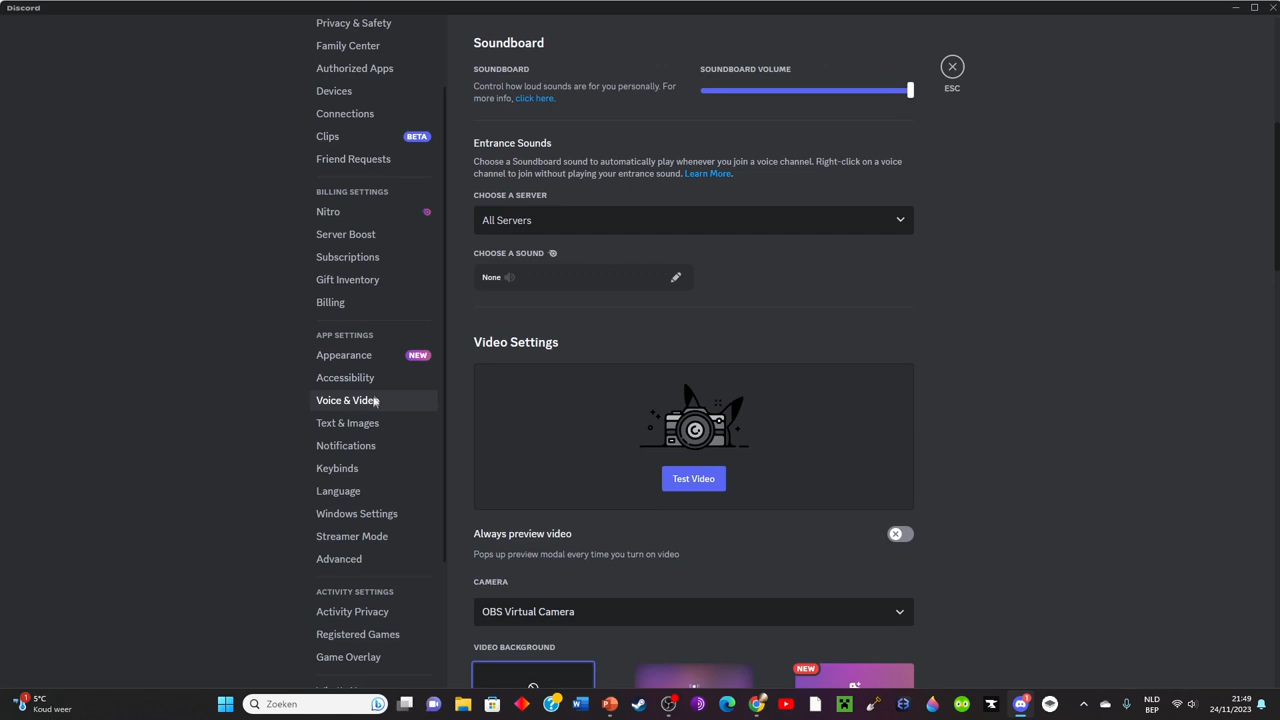 Discord
Privacy & Safety
Family Center
Authorized Apps
Devices
Connections
Clips BETA
Friend Requests
BILLING SETTINGS
Nitro
Server Boost
Subscriptions
Gift Inventory
Billing
APP SETTINGS
Appearance NEW
Accessibility
Voice & Video
Text & Images
Notifications
Keybinds
Language
Windows Settings
Streamer Mode
Advanced
ACTIVITY SETTINGS
Activity Privacy
Registered Games
Game Overlay
Soundboard
SOUNDBOARD
Control how loud sounds are for you personally. For
more info, click here.
SOUNDBOARD VOLUME
ESC
Entrance Sounds
Choose a Soundboard sound to automatically play whenever you join a voice channel. Right-click on a voice
channel to join without playing your entrance sound. Learn More.
CHOOSE A SERVER
All Servers
CHOOSE A SOUND
None
Video Settings
Test Video
Always preview video
Pops up preview modal every time you turn on video
CAMERA
OBS Virtual Camera
VIDEO BACKGROUND
NEW
1
5°C
Koud weer
Zoeken
1
NLD
BEP
21:49
24/11/2023